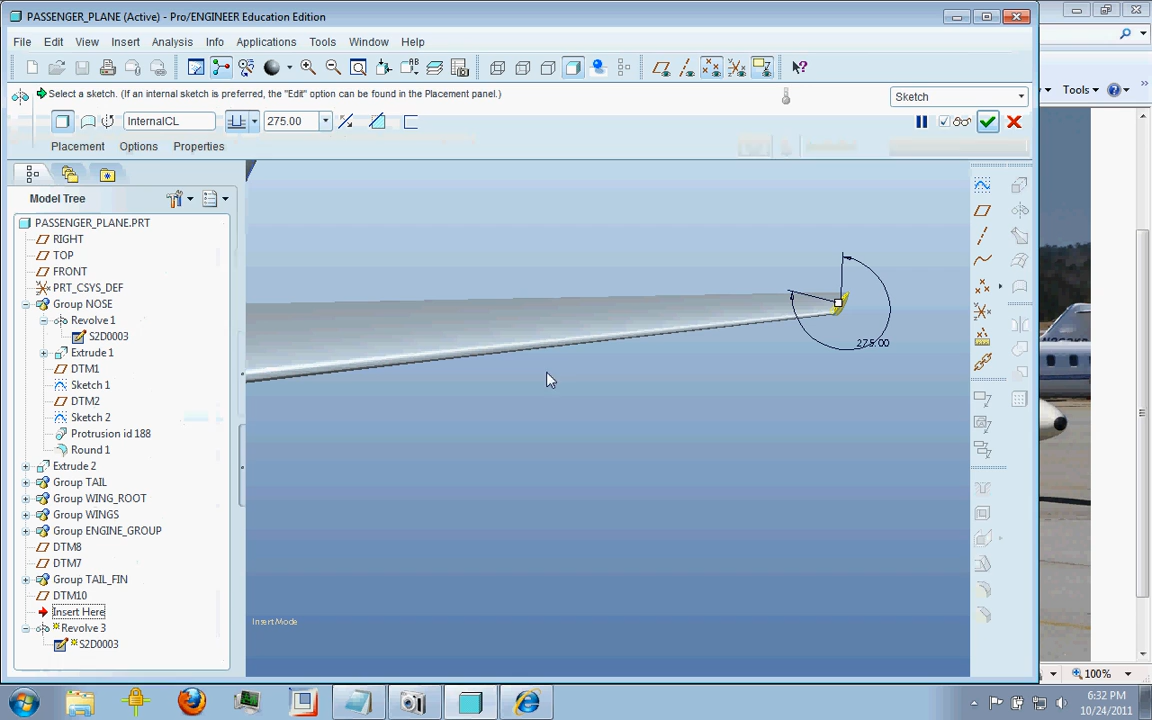 PASSENGER_PLANE (Active) - Pro/ENGINEER Education Edition
File Edit View Insert Analysis Info Applications Tools Window Help
Select a sketch. (If an internal sketch is preferred, the "Edit" option can be found in the Placement panel.)
Sketch
InternalCL
275.00
Placement Options Properties
Tools
Model Tree
PASSENGER_PLANE.PRT
RIGHT
TOP
FRONT
PRT_CSYS_DEF
Group NOSE
Revolve 1
S2D0003
Extrude 1
DTM1
Sketch 1
DTM2
Sketch 2
Protrusion id 188
Round 1
Extrude 2
Group TAIL
Group WING_ROOT
Group WINGS
Group ENGINE_GROUP
DTM8
DTM7
Group TAIL_FIN
DTM10
Insert Here
Revolve 3
S2D0003
275.00
Insert Mode
100%
6:32 PM
10/24/2011